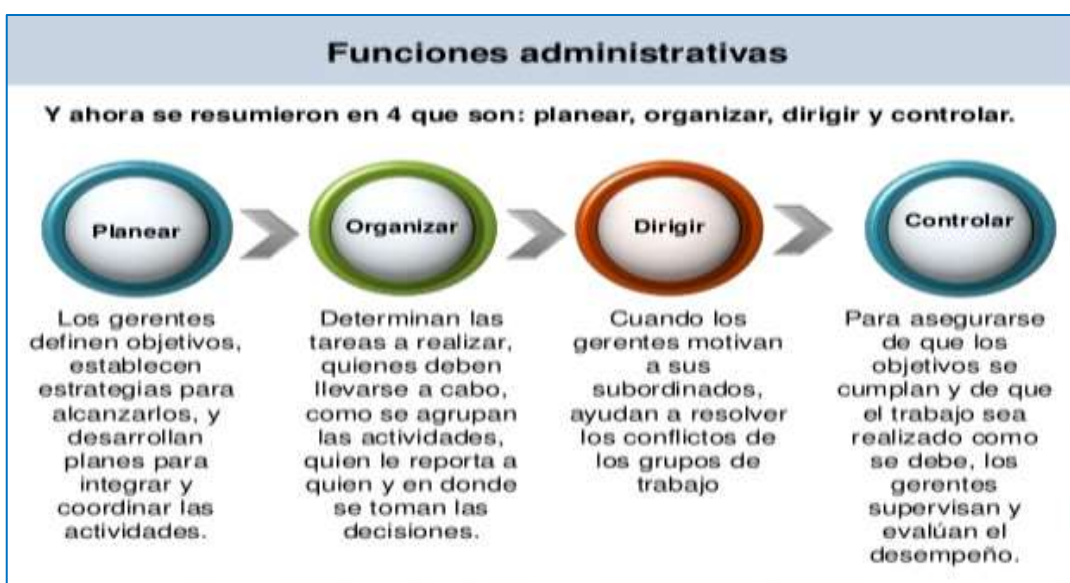 Funciones administrativas
Y ahora se resumieron en 4 que son: planear, organizar, dirigir y controlar.
Planear
Los gerentes
definen objetivos,
establecen
estrategias para
alcanzarlos, y
desarrollan
planes para
integrar y
coordinar las
actividades.
Organizar
Determinan las
tareas a realizar,
quienes deben
llevarse a cabo,
como se agrupan
las actividades,
quien le reporta a
quien y en donde
se toman las
decisiones.
Dirigir
Cuando los
gerentes motivan
a sus
subordinados,
ayudan a resolver
los conflictos de
los grupos de
trabajo
Controlar
Para asegurarse
de que los
objetivos se
cumplan y de que
el trabajo sea
realizado como
se debe, los
gerentes
supervisan y
evalúan el
desempeño.